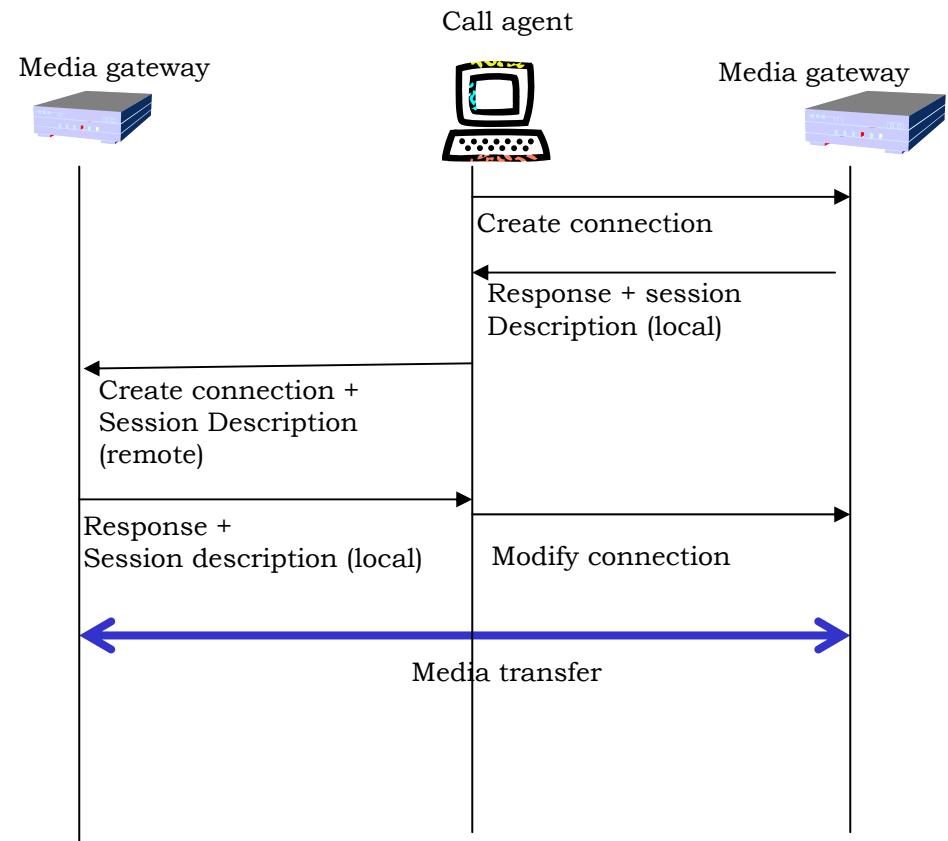 Call agent
Media gateway
Media gateway
Create connection
Response + session
Description (local)
Create connection +
Session Description
(remote)
Response +
Session description (local)
Modify connection
Media transfer